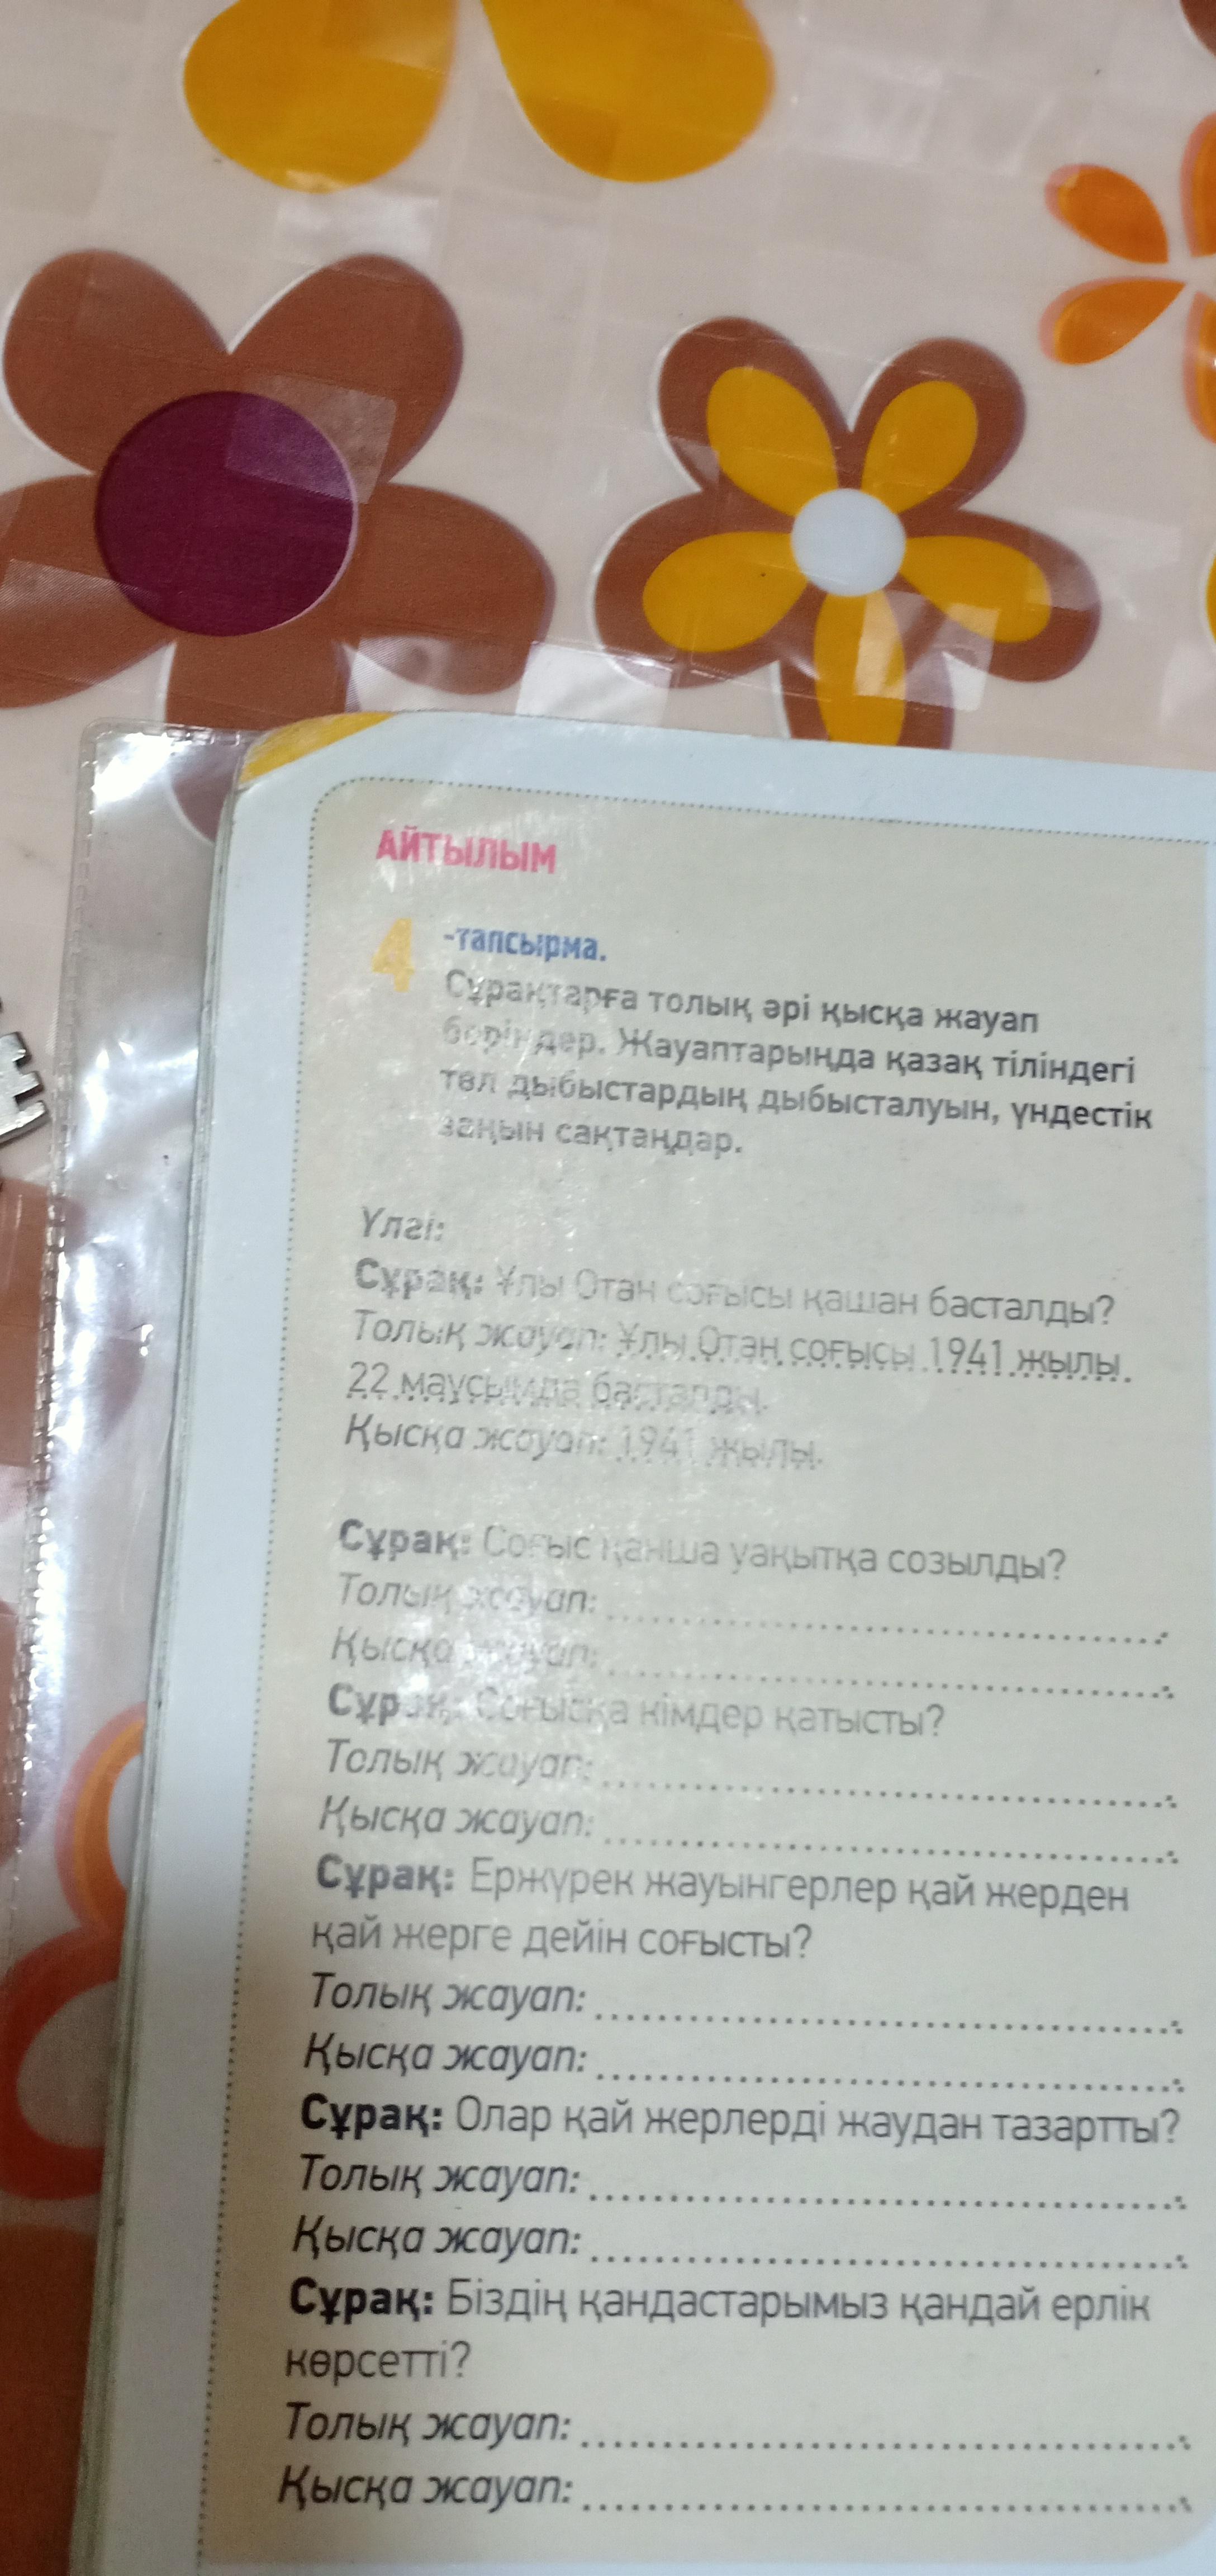 АЙТЫЛЫМ
4 -тапсырма.
Сұрақтарға толық әрі қысқа жауап
беріңдер. Жауаптарыңда қазақ тіліндегі
төл дыбыстардың дыбысталуын, үндестік
заңын сақтаңдар.
Үлгі:
Сұрақ: Ұлы Отан соғысы қашан басталды?
Толық жауап: Ұлы Отан соғысы 1941 жылы
22 маусымда басталды.
Қысқа жауап: 1941 жылы.
Сұрақ: Соғыс қанша уақытқа созылды?
Толық жауап:
Қысқа жауап:
Сұрақ: Соғысқа кімдер қатысты?
Толық жауап:
Қысқа жауап:
Сұрақ: Ержүрек жауынгерлер қай жерден
қай жерге дейін соғысты?
Толық жауап:
Қысқа жауап:
Сұрақ: Олар қай жерлерді жаудан тазартты?
Толық жауап:
Қысқа жауап:
Сұрақ: Біздің қандастарымыз қандай ерлік
көрсетті?
Толық жауап:
Қысқа жауап: